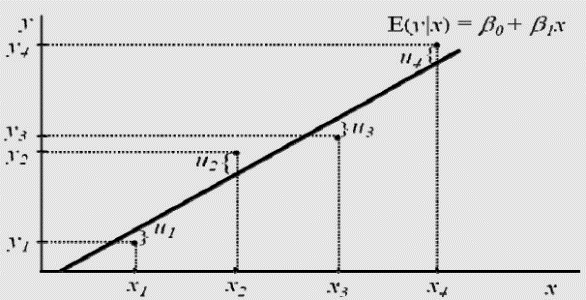 y
E(y|x) = β₀ + β₁x
y₄
u₄
y₃
u₃
y₂
u₂
y₁
u₁
x₁ x₂ x₃ x₄ x